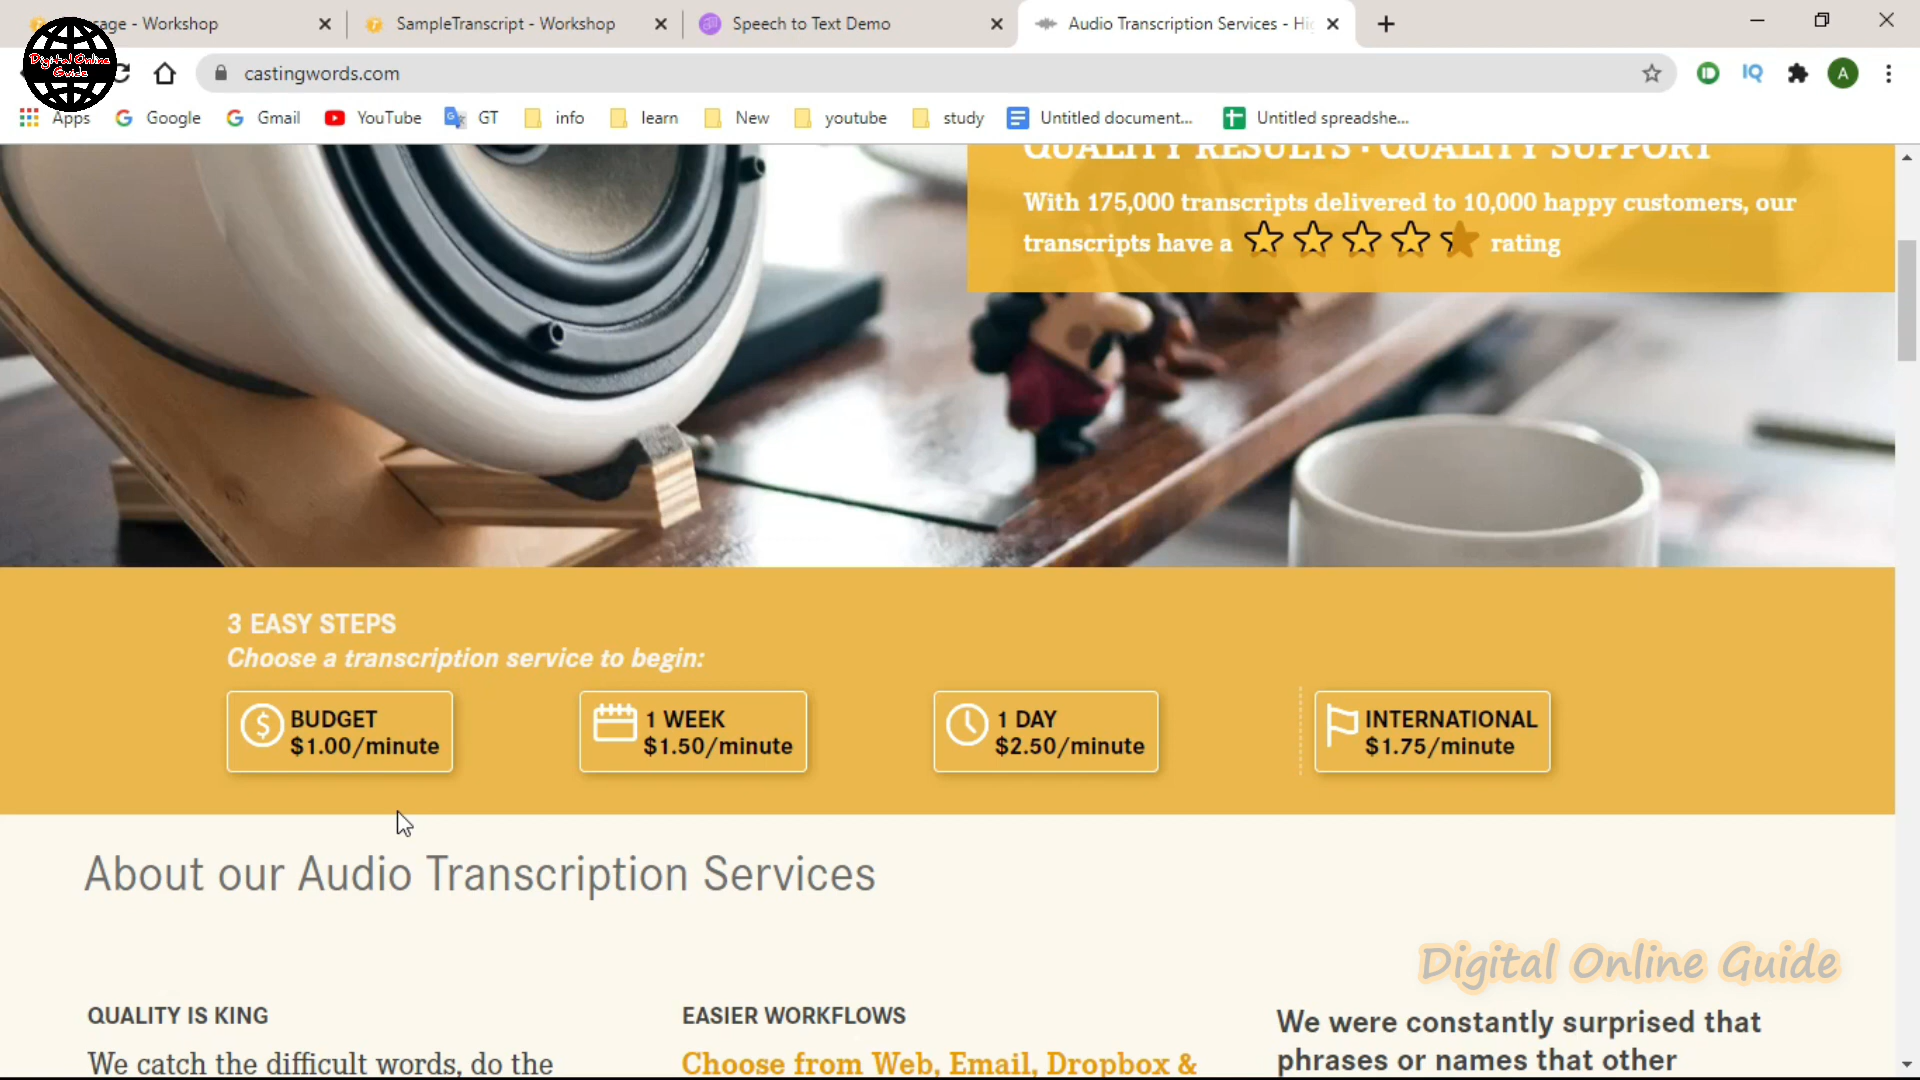 age - Workshop
SampleTranscript - Workshop
Speech to Text Demo
Audio Transcription Services - Hi
Digital Online
Guide
castingwords.com
IQ
A
Apps
Google
Gmail
YouTube
GT
info
learn
New
youtube
study
Untitled document...
Untitled spreadshe...
QUALITY RESULTS · QUALITY SUPPORT
With 175,000 transcripts delivered to 10,000 happy customers, our
transcripts have a rating
3 EASY STEPS
Choose a transcription service to begin:
BUDGET
$1.00/minute
1 WEEK
$1.50/minute
1 DAY
$2.50/minute
INTERNATIONAL
$1.75/minute
About our Audio Transcription Services
Digital Online Guide
QUALITY IS KING
We catch the difficult words, do the
EASIER WORKFLOWS
Choose from Web, Email, Dropbox &
We were constantly surprised that
phrases or names that other